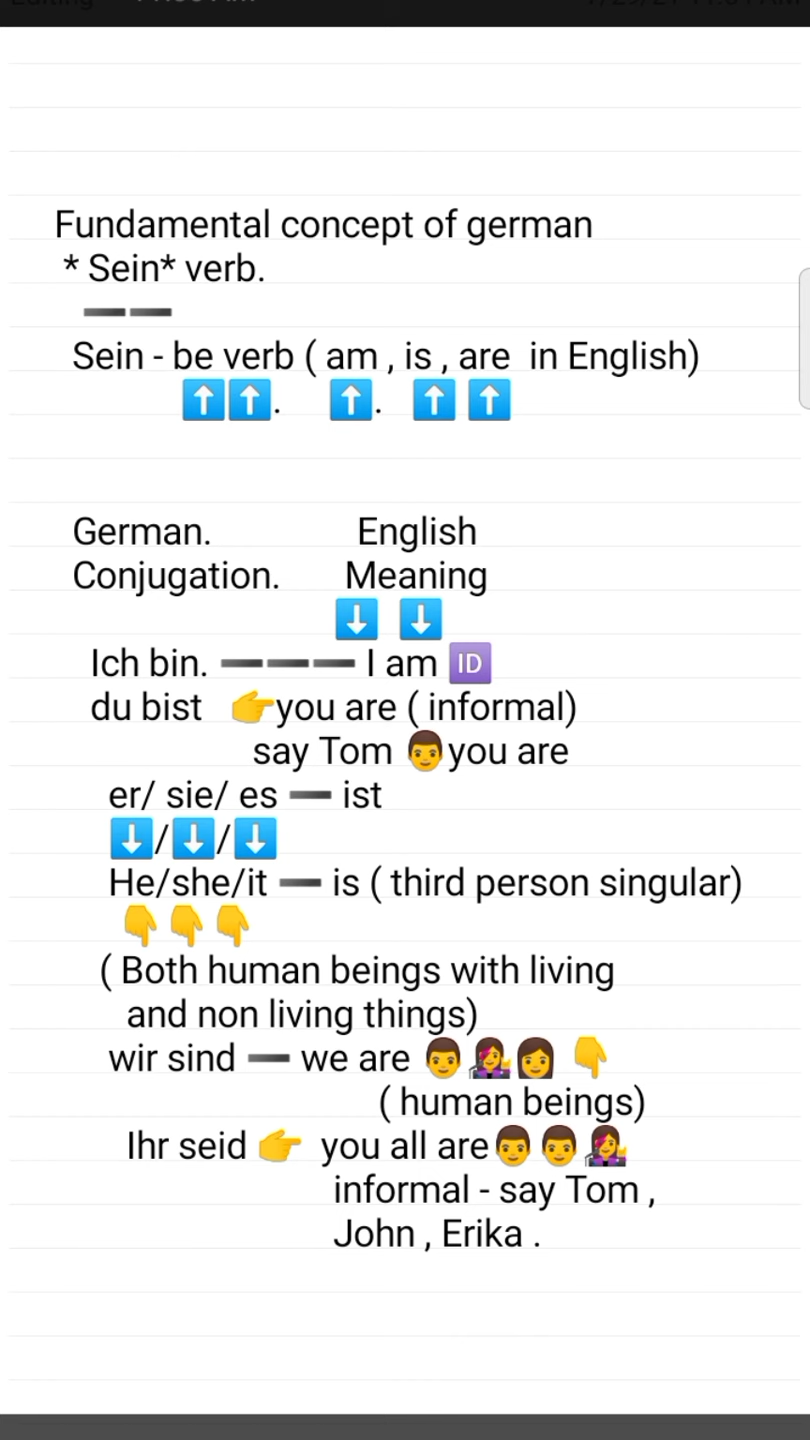 Fundamental concept of german
* Sein* verb.
➖➖
Sein - be verb ( am , is , are  in English)
⬆️⬆️.  ⬆️.  ⬆️ ⬆️
German.  English
Conjugation.  Meaning
⬇️ ⬇️
Ich bin. ➖➖➖ I am 🆔
du bist 👉you are ( informal)
say Tom 👨you are
er/ sie/ es ➖ ist
⬇️/⬇️/⬇️
He/she/it ➖ is ( third person singular)
👇👇👇
( Both human beings with living
and non living things)
wir sind ➖ we are 👨👩‍🎤👩 👇
( human beings)
Ihr seid 👉 you all are👨👨👩‍🎤
informal - say Tom ,
John , Erika .